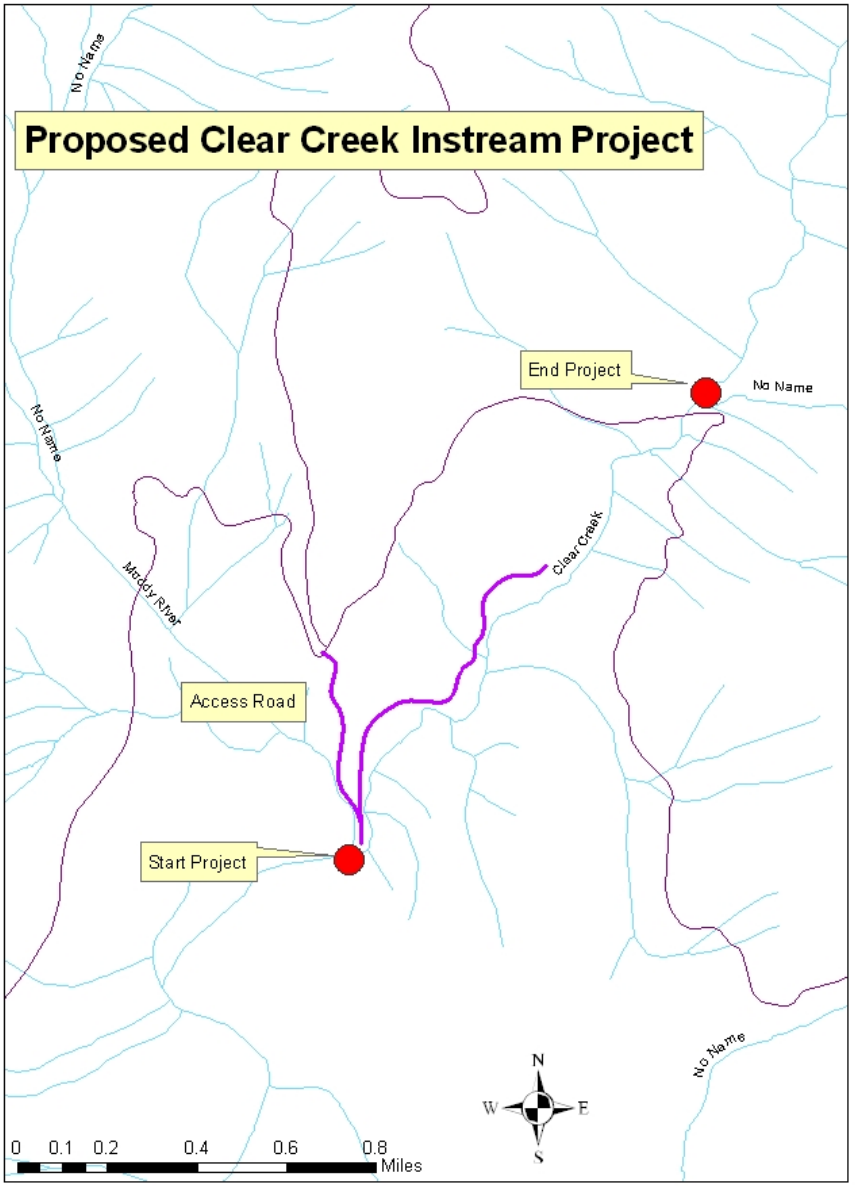 No Name
Proposed Clear Creek Instream Project
End Project
No Name
No Name
Clear Creek
Muddy River
Access Road
Start Project
No Name
N
W E
S
0 0.1 0.2 0.4 0.6 0.8
Miles